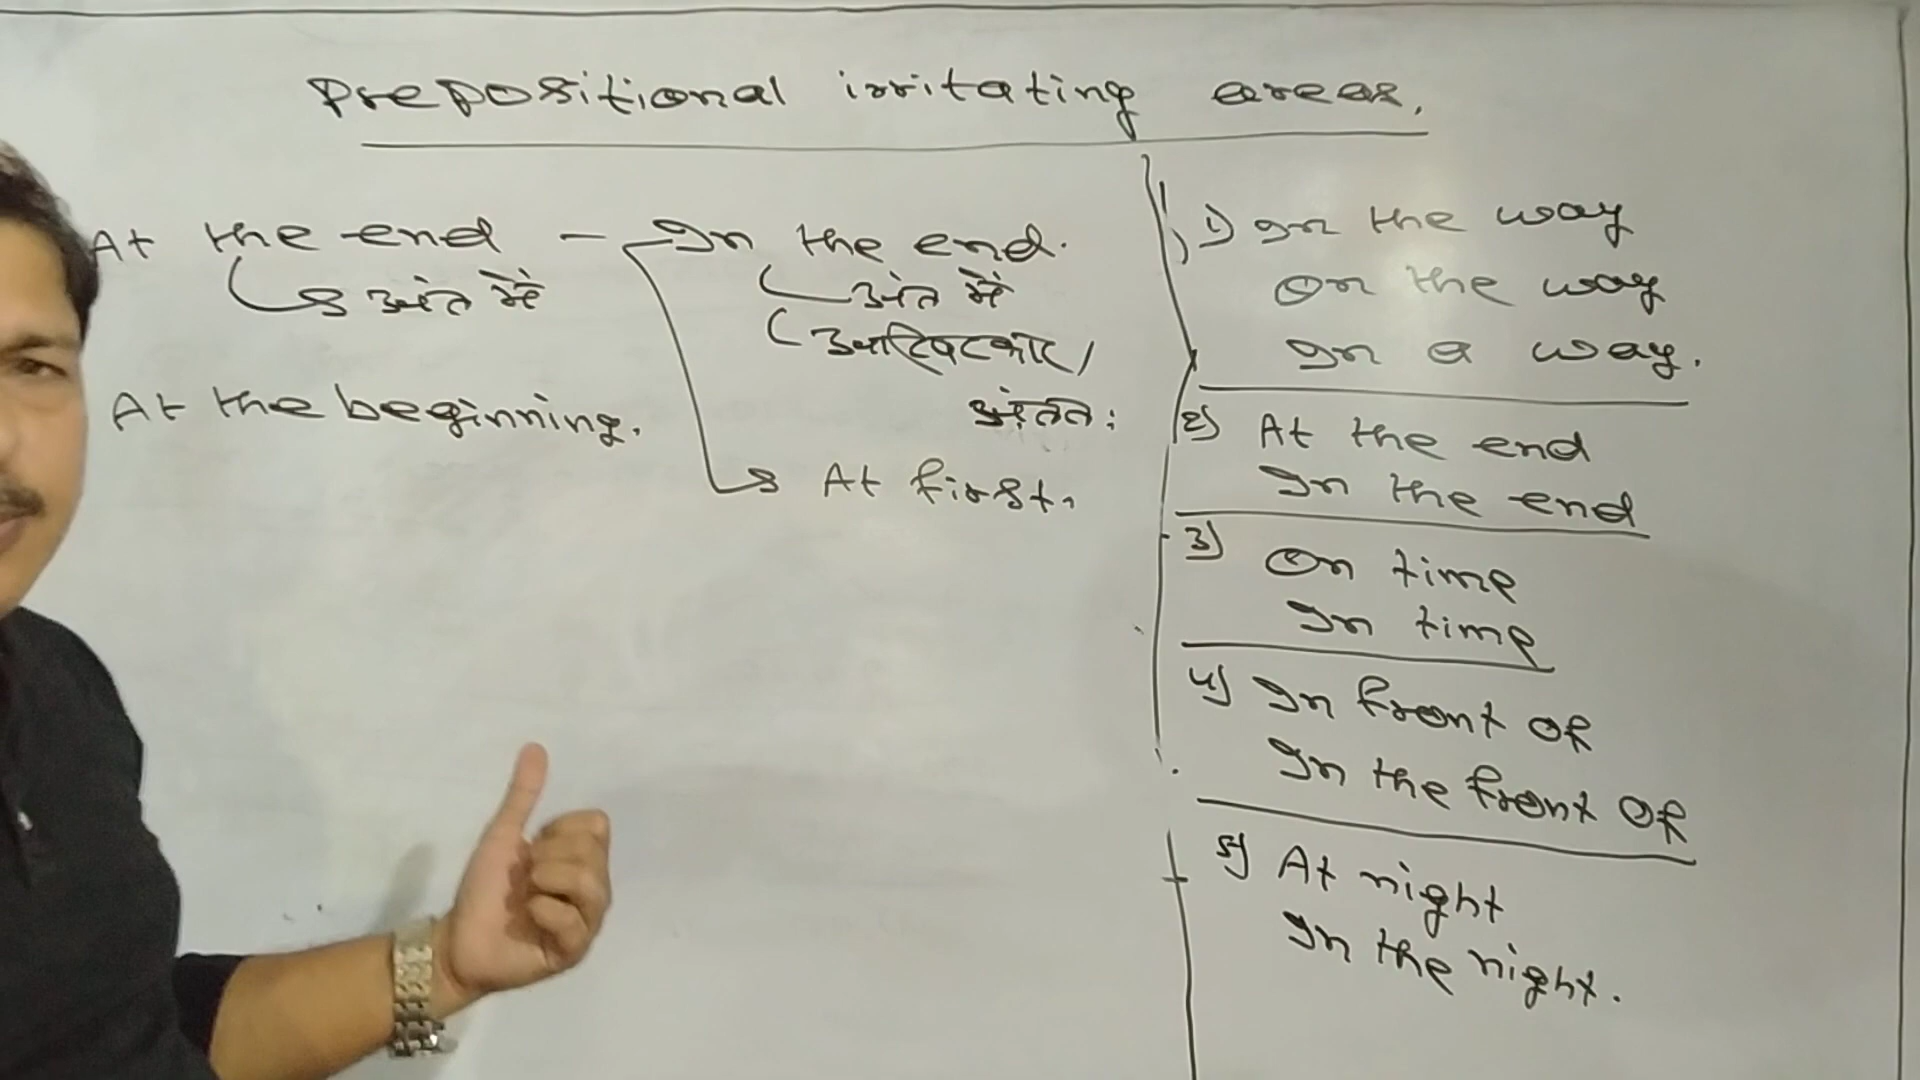 Prepositional irritating areas.
At the end – In the end.
अंत में
अंत में
(आखिरकार/
अंततः
At the beginning.
At first.
1) In the way
On the way
In a way.
2) At the end
In the end
3) On time
In time
4) In front of
In the front of
5) At night
In the night.